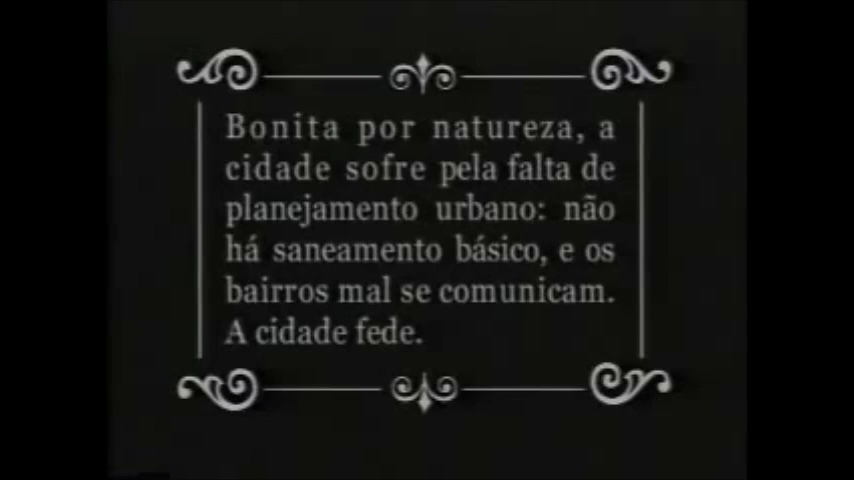 Bonita por natureza, a
cidade sofre pela falta de
planejamento urbano: não
há saneamento básico, e os
bairros mal se comunicam.
A cidade fede.